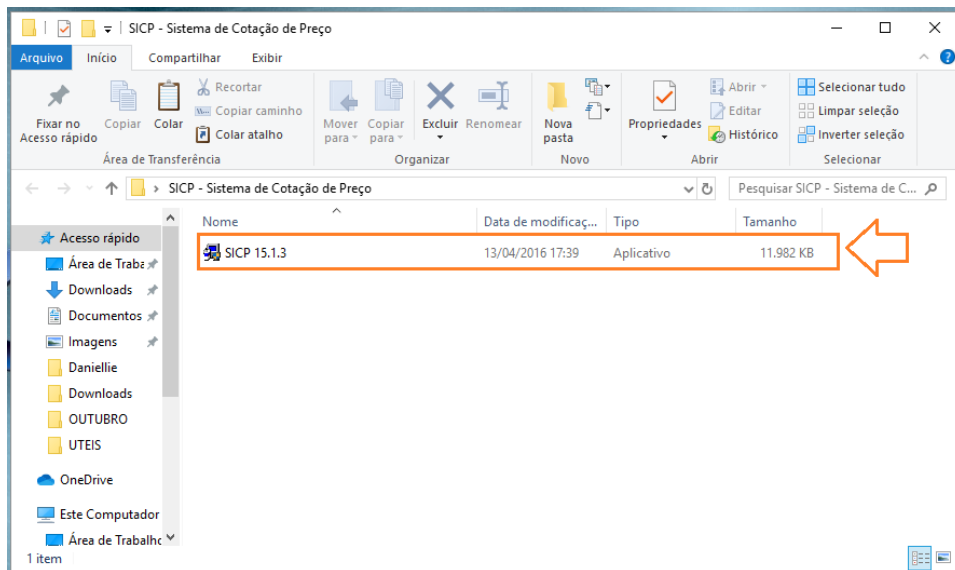 SICP - Sistema de Cotação de Preço
Arquivo Início Compartilhar Exibir
Fixar no Acesso rápido
Copiar
Colar
Recortar
Copiar caminho
Colar atalho
Área de Transferência
Mover para
Copiar para
Excluir
Renomear
Organizar
Nova pasta
Novo
Propriedades
Abrir
Editar
Histórico
Abrir
Selecionar tudo
Limpar seleção
Inverter seleção
Selecionar
SICP - Sistema de Cotação de Preço
Pesquisar SICP - Sistema de C...
Nome Data de modificaç... Tipo Tamanho
SICP 15.1.3 13/04/2016 17:39 Aplicativo 11.982 KB
Acesso rápido
Área de Traba
Downloads
Documentos
Imagens
Daniellie
Downloads
OUTUBRO
UTEIS
OneDrive
Este Computador
Área de Trabalho
1 item